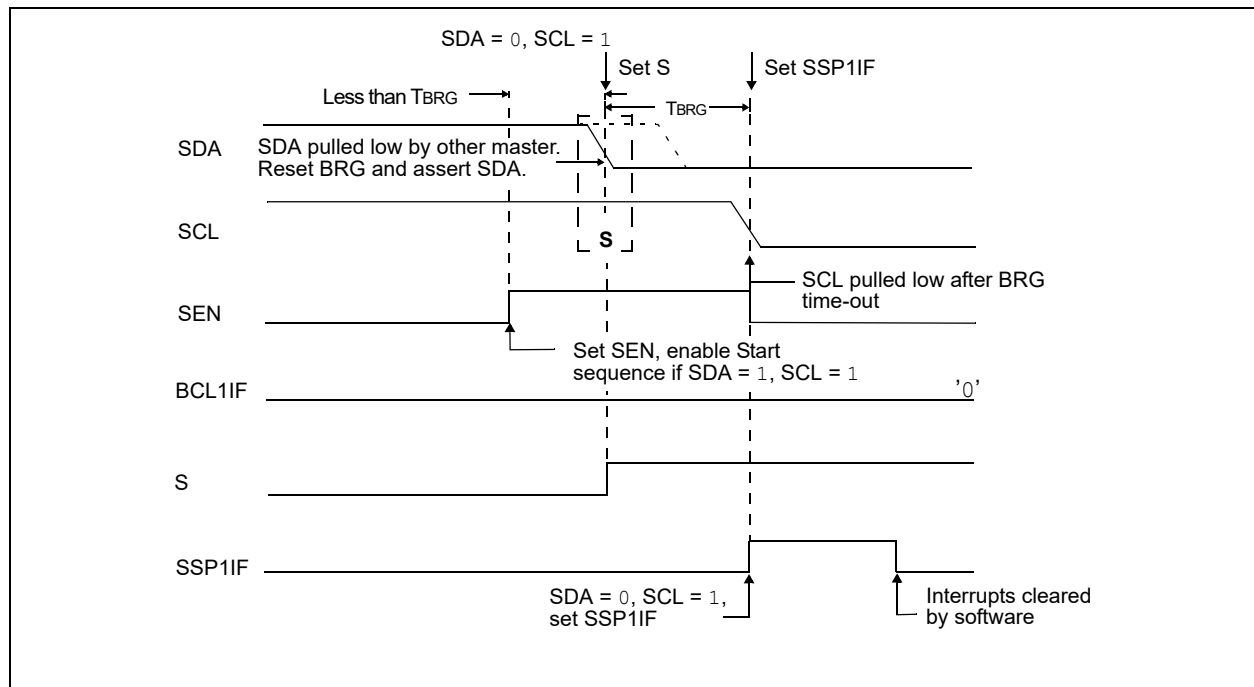 SDA = 0, SCL = 1
Set S
Set SSP1IF
Less than TBRG
TBRG
SDA
SDA pulled low by other master.
Reset BRG and assert SDA.
SCL
S
SCL pulled low after BRG
time-out
SEN
Set SEN, enable Start
sequence if SDA = 1, SCL = 1
BCL1IF
’0’
S
SSP1IF
SDA = 0, SCL = 1,
set SSP1IF
Interrupts cleared
by software